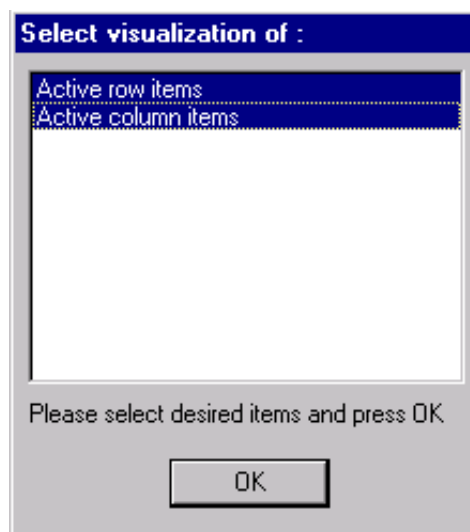 Select visualization of :
Active row items
Active column items
Please select desired items and press OK
OK